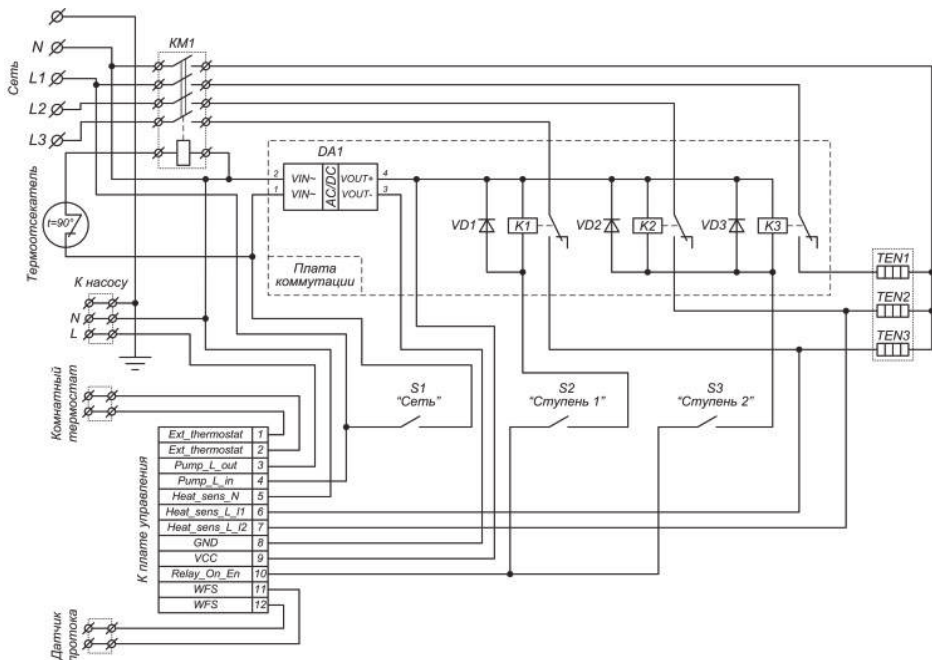 Сеть
N
L1
L2
L3
KM1
Термоотсекатель
t=90°
DA1
2
VIN~
1
VIN~
AC/DC
VOUT+
4
VOUT-
3
VD1
K1
VD2
K2
VD3
K3
Плата
коммутации
TEN1
TEN2
TEN3
К насосу
N
L
Комнатный
термостат
S1
"Сеть"
S2
"Ступень 1"
S3
"Ступень 2"
К плате управления
Ext_thermostat 1
Ext_thermostat 2
Pump_L_out 3
Pump_L_in 4
Heat_sens_N 5
Heat_sens_L_I1 6
Heat_sens_L_I2 7
GND 8
VCC 9
Relay_On_En 10
WFS 11
WFS 12
Датчик
протока